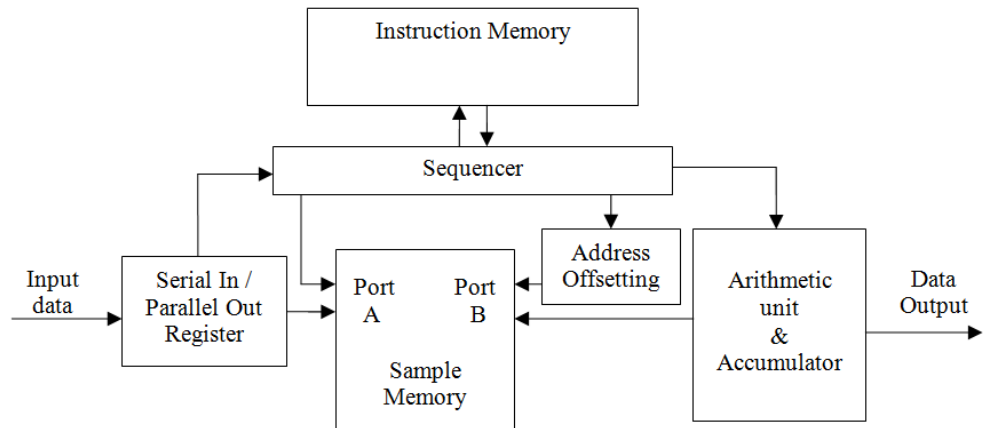 Instruction Memory
Sequencer
Input
data
Serial In /
Parallel Out
Register
Port
A
Port
B
Sample
Memory
Address
Offsetting
Arithmetic
unit
&
Accumulator
Data
Output